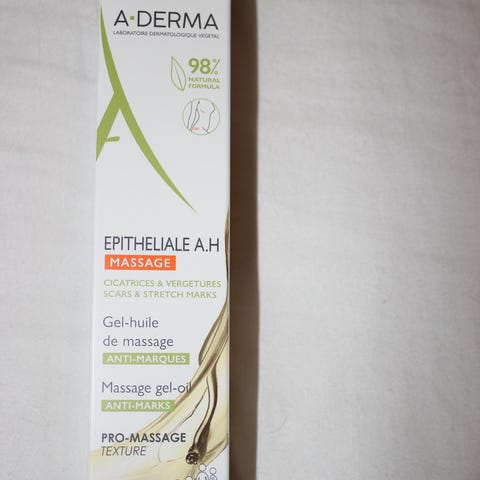 A-DERMA
LABORATOIRE DERMATOLOGIQUE VEGETAL
98%
NATURAL
FORMULA
EPITHELIALE A.H
MASSAGE
CICATRICES & VERGETURES
SCARS & STRETCH MARKS
Gel-huile
de massage
ANTI-MARQUES
Massage gel-oil
ANTI-MARKS
PRO-MASSAGE
TEXTURE